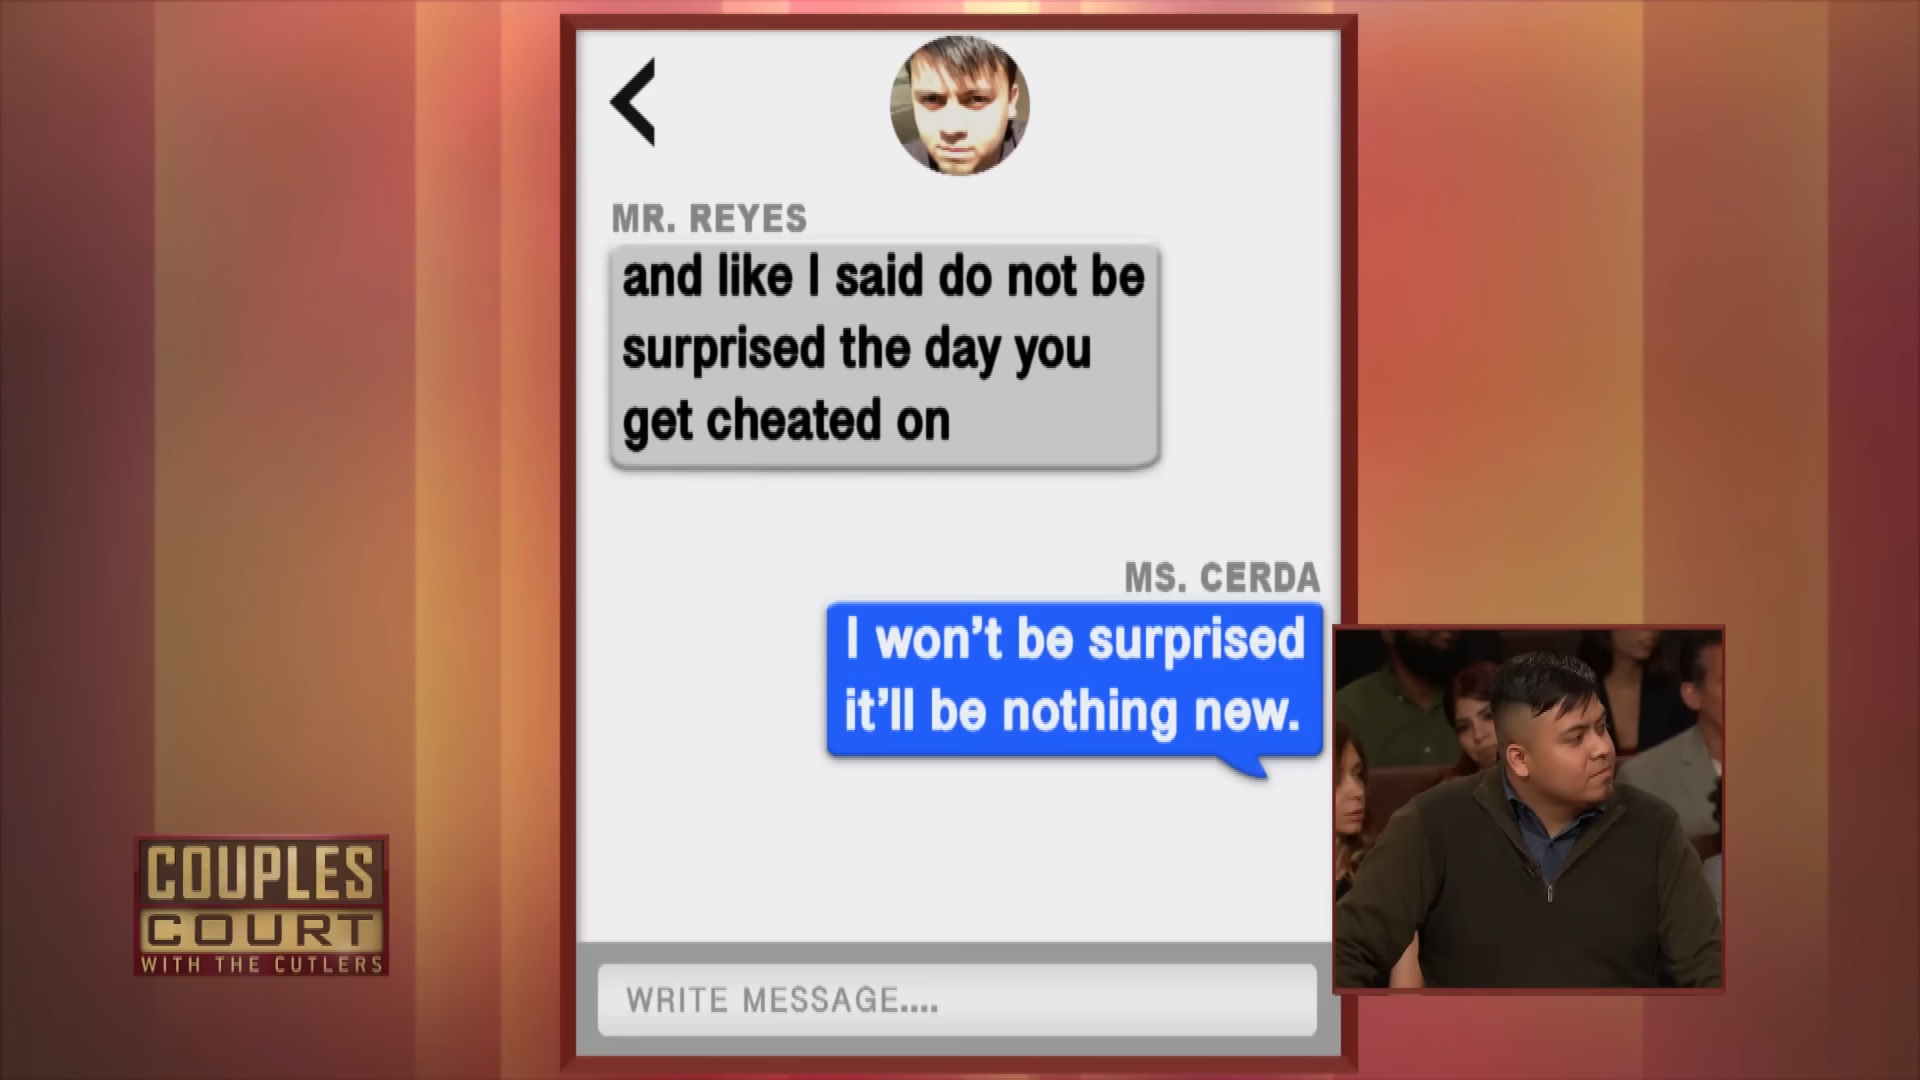 MR. REYES
and like I said do not be
surprised the day you
get cheated on
MS. CERDA
I won't be surprised
it'll be nothing new.
WRITE MESSAGE....
COUPLES
COURT
WITH THE CUTLERS